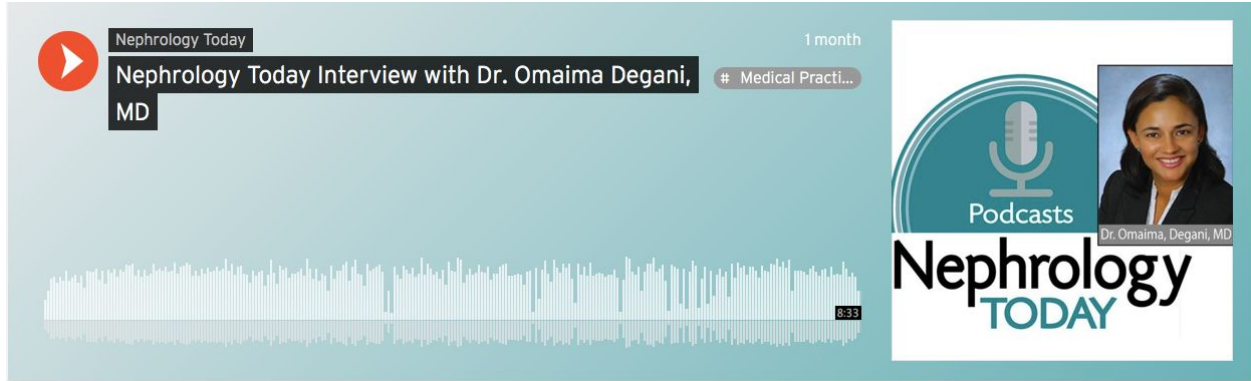 Nephrology Today
1 month
Nephrology Today Interview with Dr. Omaima Degani,
MD
# Medical Practi...
8:33
Podcasts
Dr. Omaima, Degani, MD
Nephrology
TODAY